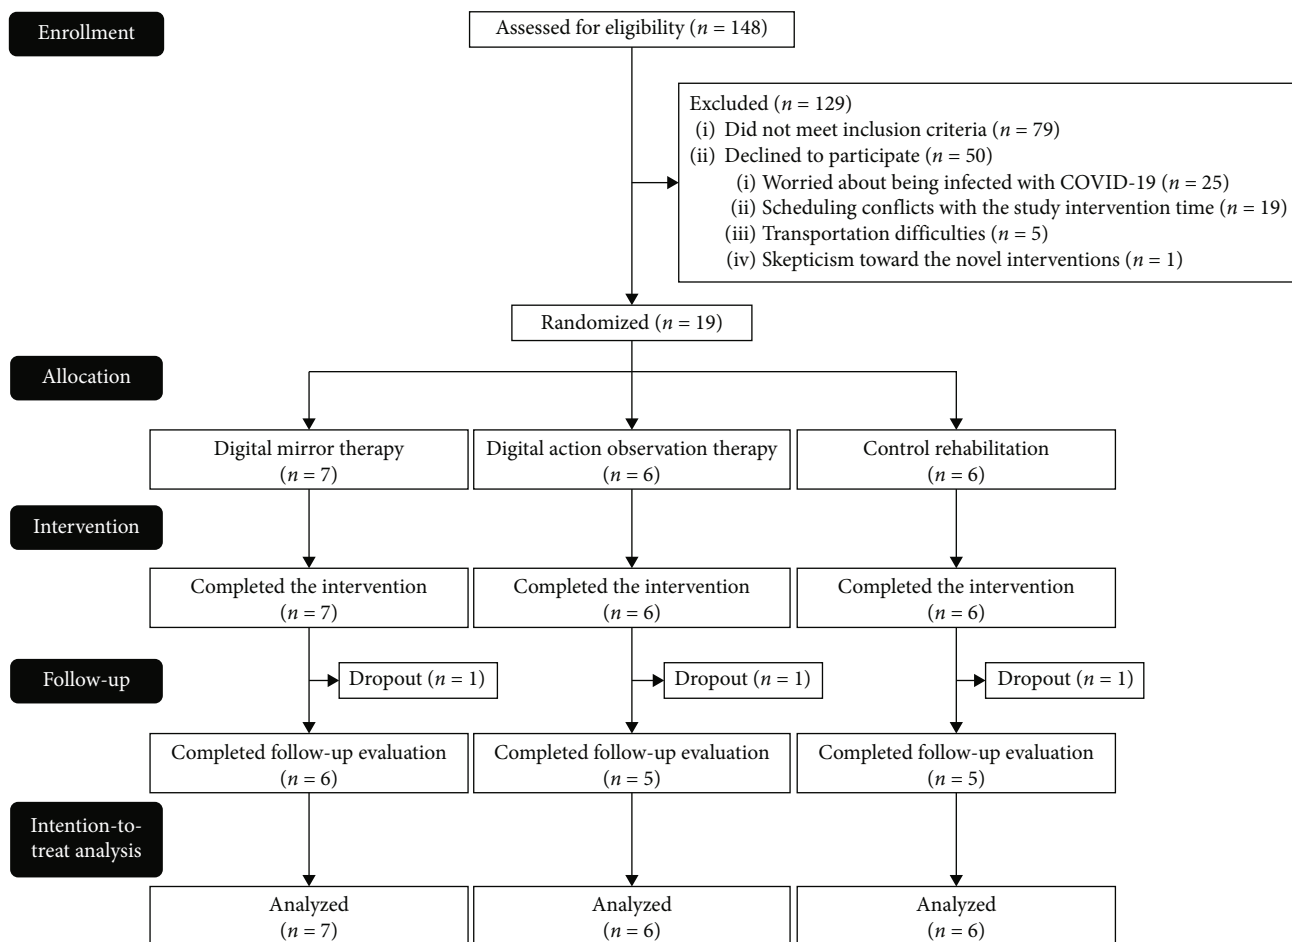 Enrollment
Assessed for eligibility (n = 148)
Excluded (n = 129)
(i) Did not meet inclusion criteria (n = 79)
(ii) Declined to participate (n = 50)
(i) Worried about being infected with COVID-19 (n = 25)
(ii) Scheduling conflicts with the study intervention time (n = 19)
(iii) Transportation difficulties (n = 5)
(iv) Skepticism toward the novel interventions (n = 1)
Randomized (n = 19)
Allocation
Digital mirror therapy
(n = 7)
Digital action observation therapy
(n = 6)
Control rehabilitation
(n = 6)
Intervention
Completed the intervention
(n = 7)
Completed the intervention
(n = 6)
Completed the intervention
(n = 6)
Follow-up
Dropout (n = 1)
Dropout (n = 1)
Dropout (n = 1)
Completed follow-up evaluation
(n = 6)
Completed follow-up evaluation
(n = 5)
Completed follow-up evaluation
(n = 5)
Intention-to-
treat analysis
Analyzed
(n = 7)
Analyzed
(n = 6)
Analyzed
(n = 6)